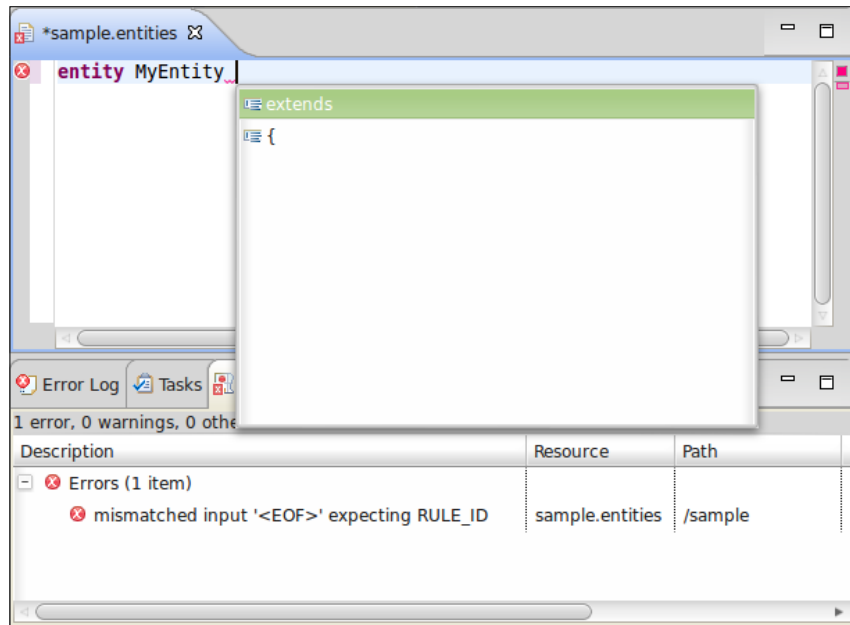 *sample.entities
entity MyEntity
extends
{
Error Log Tasks
1 error, 0 warnings, 0 othe
Description Resource Path
Errors (1 item)
mismatched input '<EOF>' expecting RULE_ID sample.entities /sample